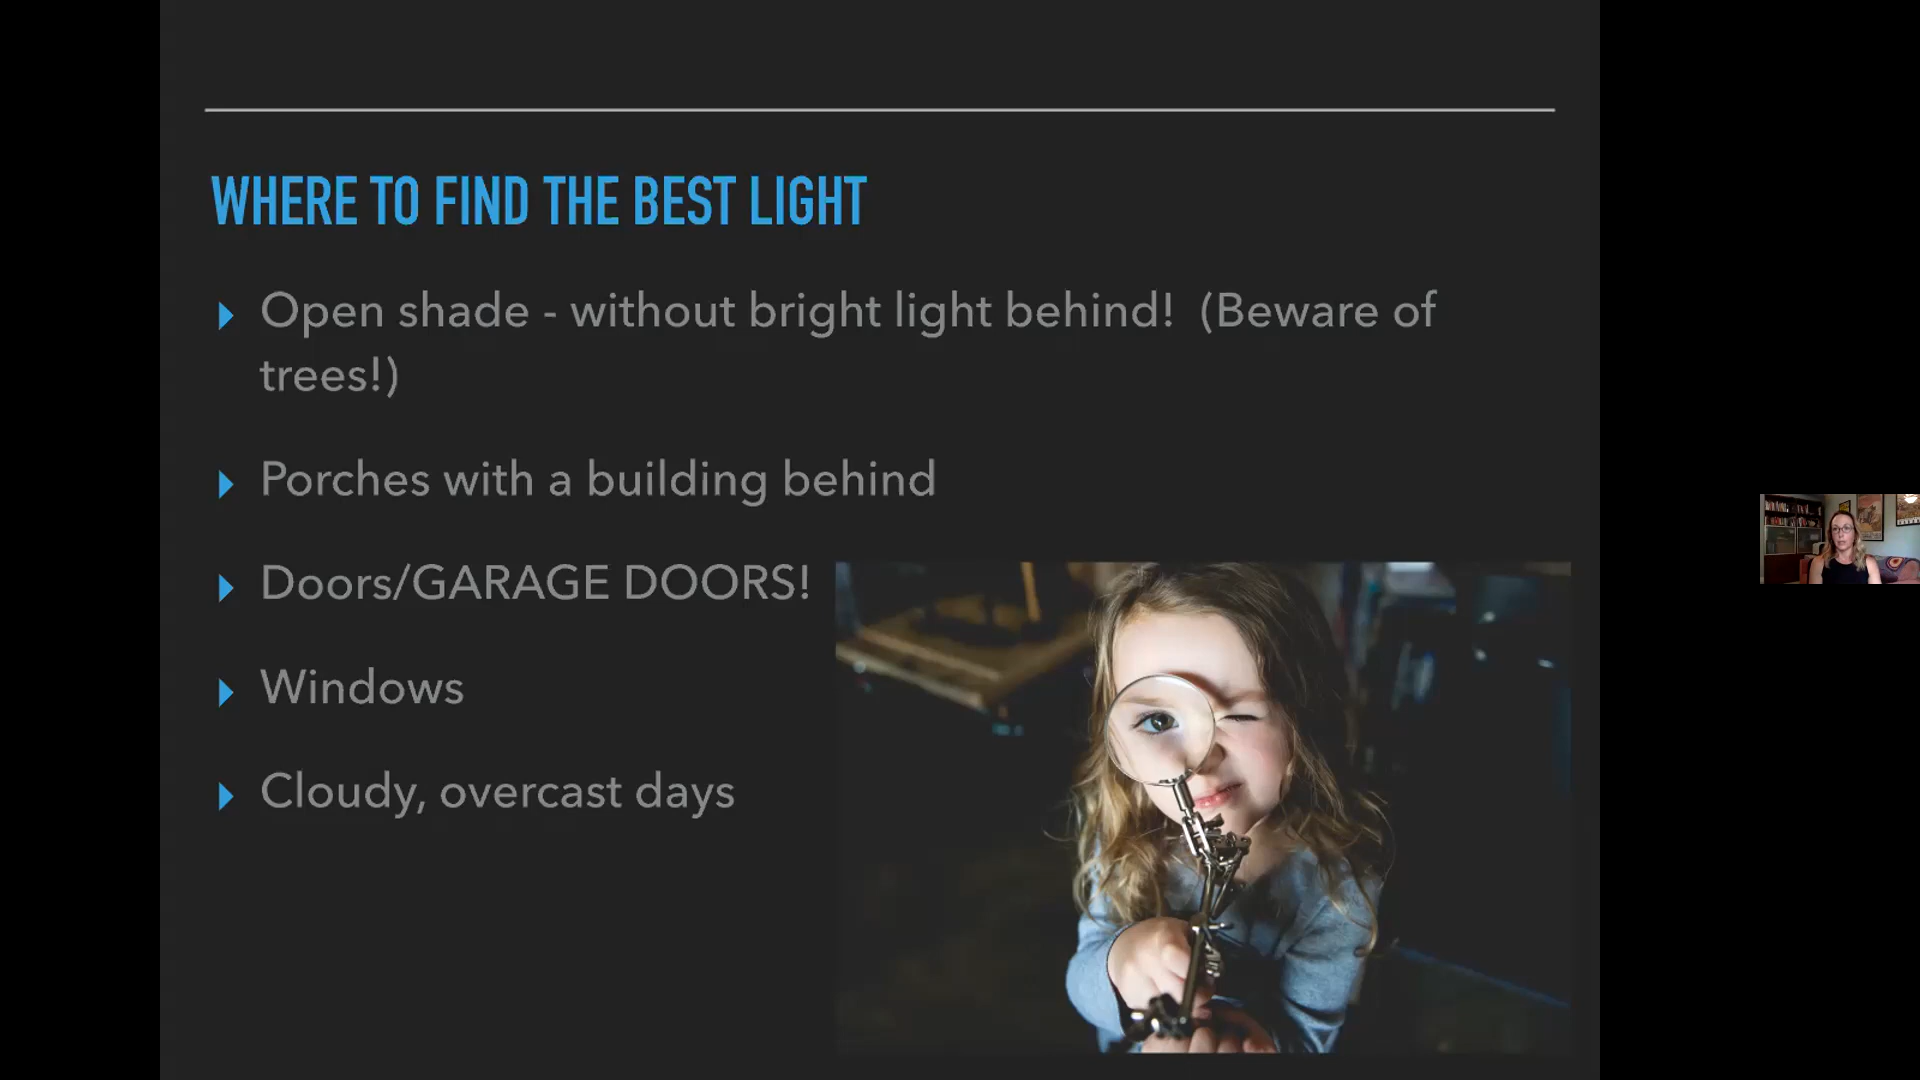 WHERE TO FIND THE BEST LIGHT
Open shade - without bright light behind! (Beware of
trees!)
Porches with a building behind
Doors/GARAGE DOORS!
Windows
Cloudy, overcast days